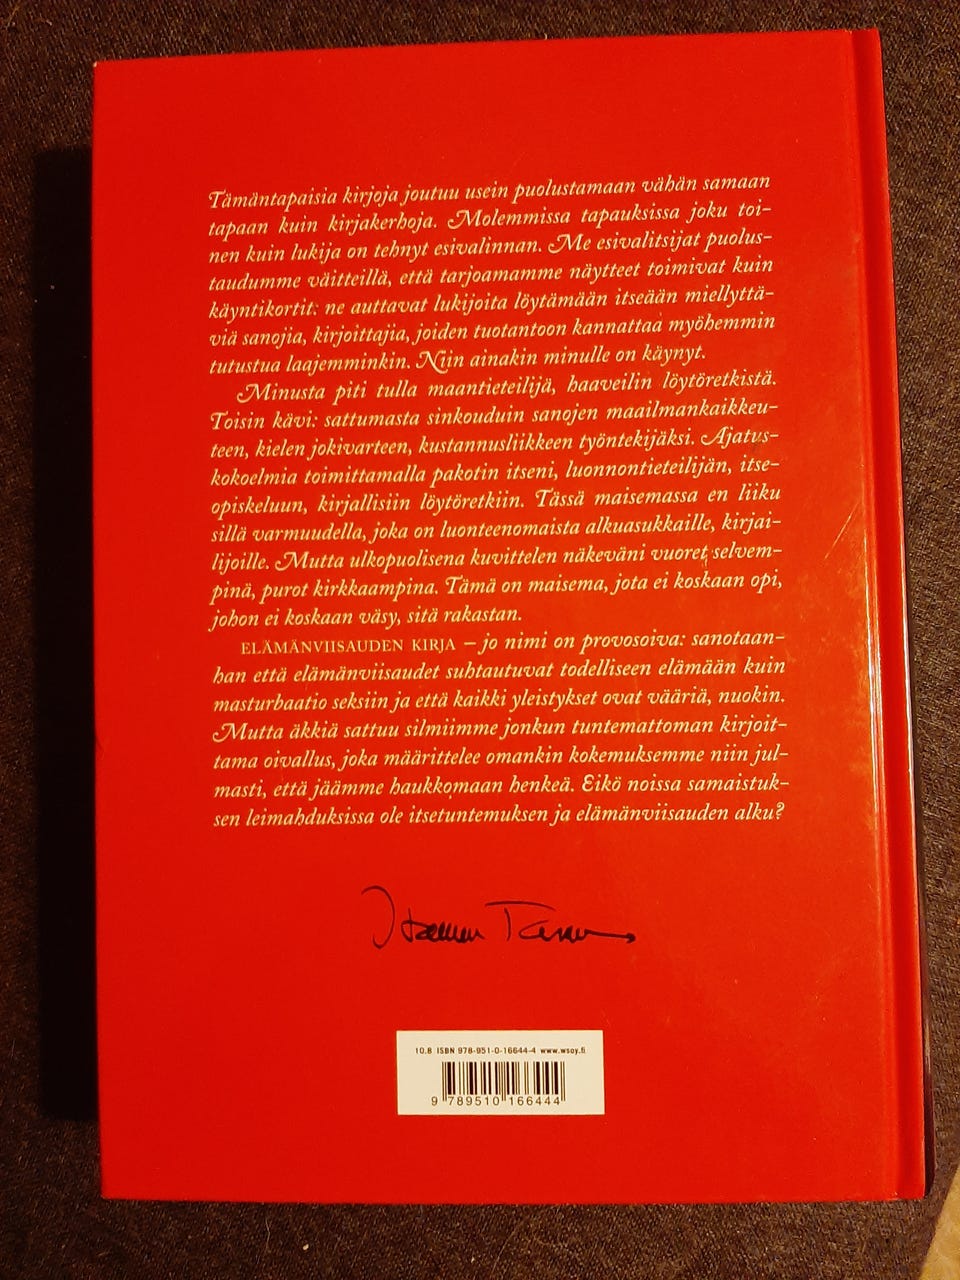 Tämäntapaisia kirjoja joutuu usein puolustamaan vähän samaan
tapaan kuin kirjakerhoja. Molemmissa tapauksissa joku toi-
nen kuin lukija on tehnyt esivalinnan. Me esivalitsijat puolus-
taudumme väitteillä, että tarjoamamme näytteet toimivat kuin
käyntikortit: ne auttavat lukijoita löytämään itseään miellyttä-
viä sanojia, kirjoittajia, joiden tuotantoon kannattaa myöhemmin
tutustua laajemminkin. Niin ainakin minulle on käynyt.
Minusta piti tulla maantieteilijä, haaveilin löytöretkistä.
Toisin kävi: sattumasta sinkouduin sanojen maailmankaikkeu-
teen, kielen jokivarteen, kustannusliikkeen työntekijäksi. Ajatus-
kokoelmia toimittamalla pakotin itseni, luonnontieteilijän, itse-
opiskeluun, kirjallisiin löytöretkiin. Tässä maisemassa en liiku
sillä varmuudella, joka on luonteenomaista alkuasukkaille, kirjai-
lijoille. Mutta ulkopuolisena kuvittelen näkeväni vuoret selvem-
pinä, purot kirkkaampina. Tämä on maisema, jota ei koskaan opi,
johon ei koskaan väsy, sitä rakastan.
ELÄMÄNVIISAUDEN KIRJA – jo nimi on provosoiva: sanotaan-
han että elämänviisaudet suhtautuvat todelliseen elämään kuin
masturbaatio seksiin ja että kaikki yleistykset ovat vääriä, nuokin.
Mutta äkkiä sattuu silmiimme jonkun tuntemattoman kirjoit-
tama oivallus, joka määrittelee omankin kokemuksemme niin jul-
masti, että jäämme haukkomaan henkeä. Eikö noissa samaistuk-
sen leimahduksissa ole itsetuntemuksen ja elämänviisauden alku?
10.8 ISBN 978-951-0-16644-4 www.wsoy.fi
9 789510 166444